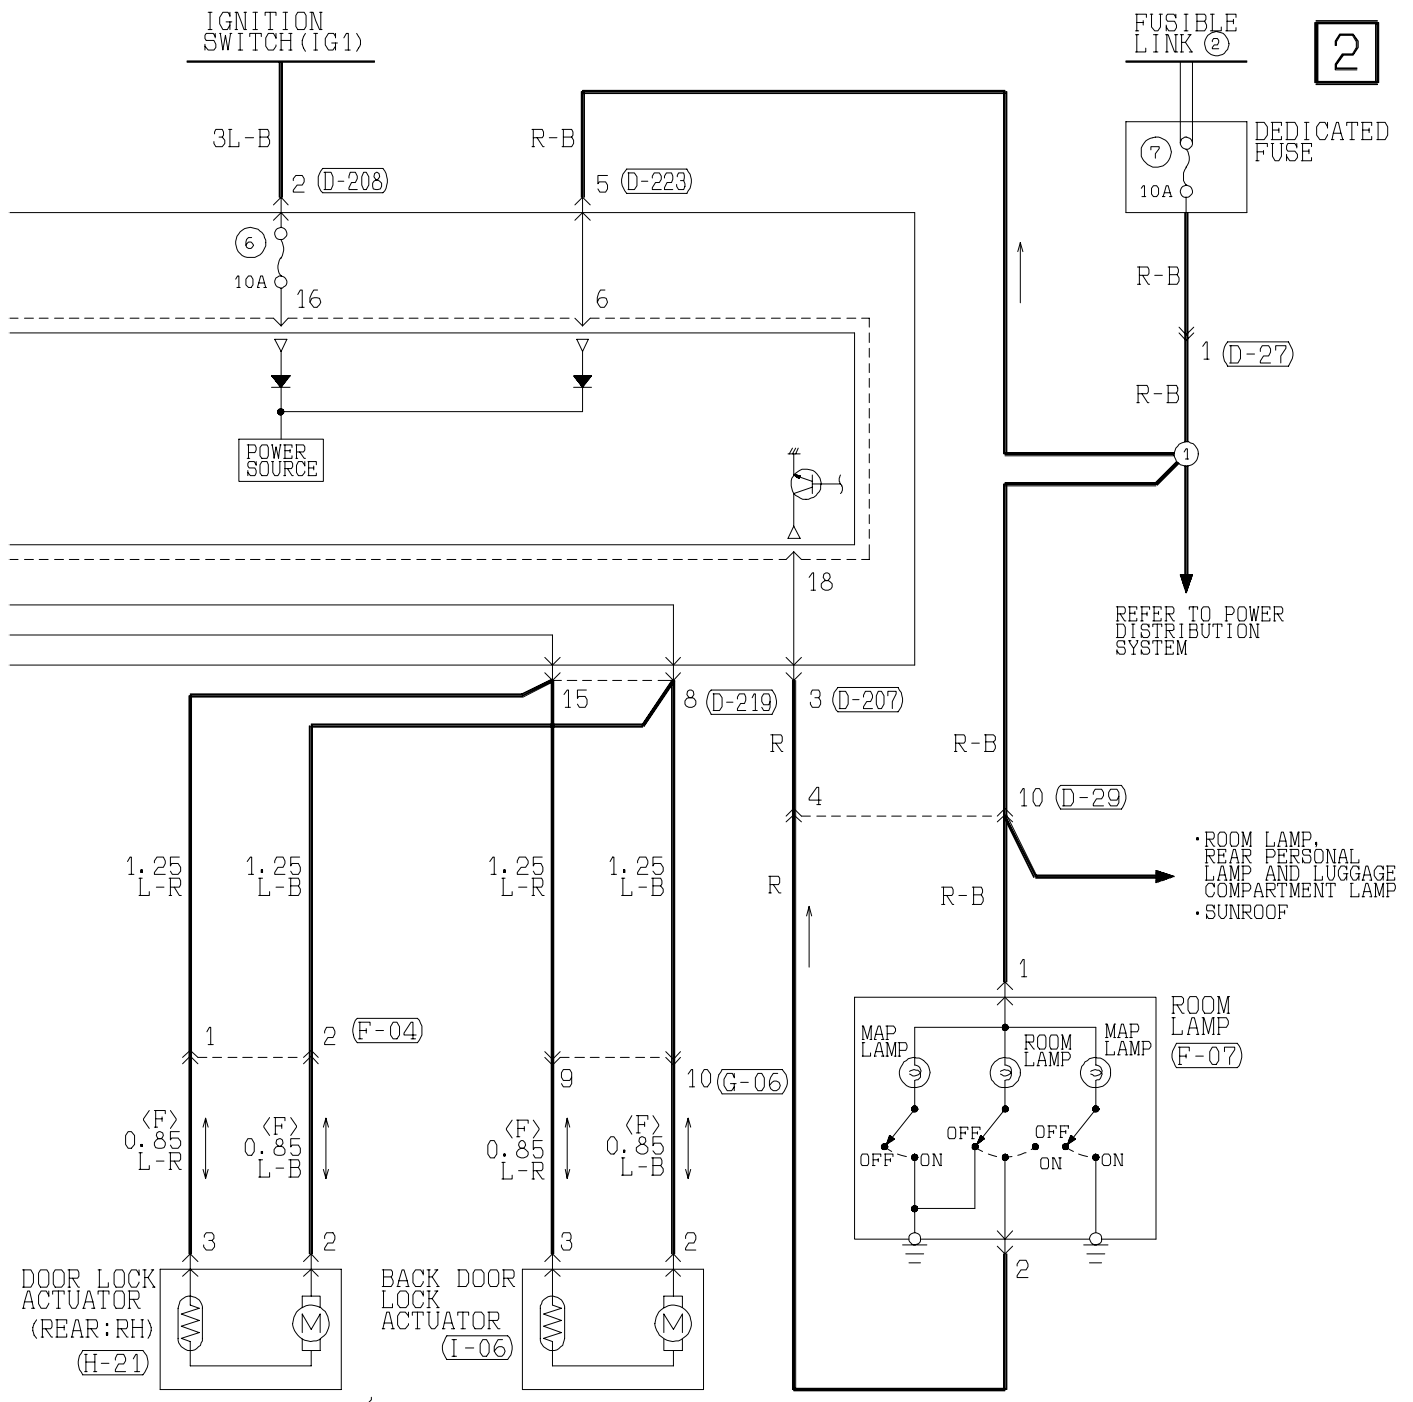 IGNITION
SWITCH(IG1)
FUSIBLE
LINK 2
2
3L-B
R-B
7
10A
DEDICATED
FUSE
2 D-208
5 D-223
6
10A
16
6
R-B
1 D-27
R-B
POWER
SOURCE
1
18
REFER TO POWER
DISTRIBUTION
SYSTEM
15
8 D-219
3 D-207
R
R-B
4
10 D-29
1.25
L-R
1.25
L-B
1.25
L-R
1.25
L-B
R
R-B
·ROOM LAMP,
REAR PERSONAL
LAMP AND LUGGAGE
COMPARTMENT LAMP
·SUNROOF
1
1
2
F-04
9
10 G-06
MAP
LAMP
ROOM
LAMP
MAP
LAMP
ROOM
LAMP
F-07
<F>
0.85
L-R
<F>
0.85
L-B
<F>
0.85
L-R
<F>
0.85
L-B
OFF
ON
OFF
ON
OFF
ON
3
2
3
2
2
DOOR LOCK
ACTUATOR
(REAR:RH)
H-21
M
BACK DOOR
LOCK
ACTUATOR
I-06
M